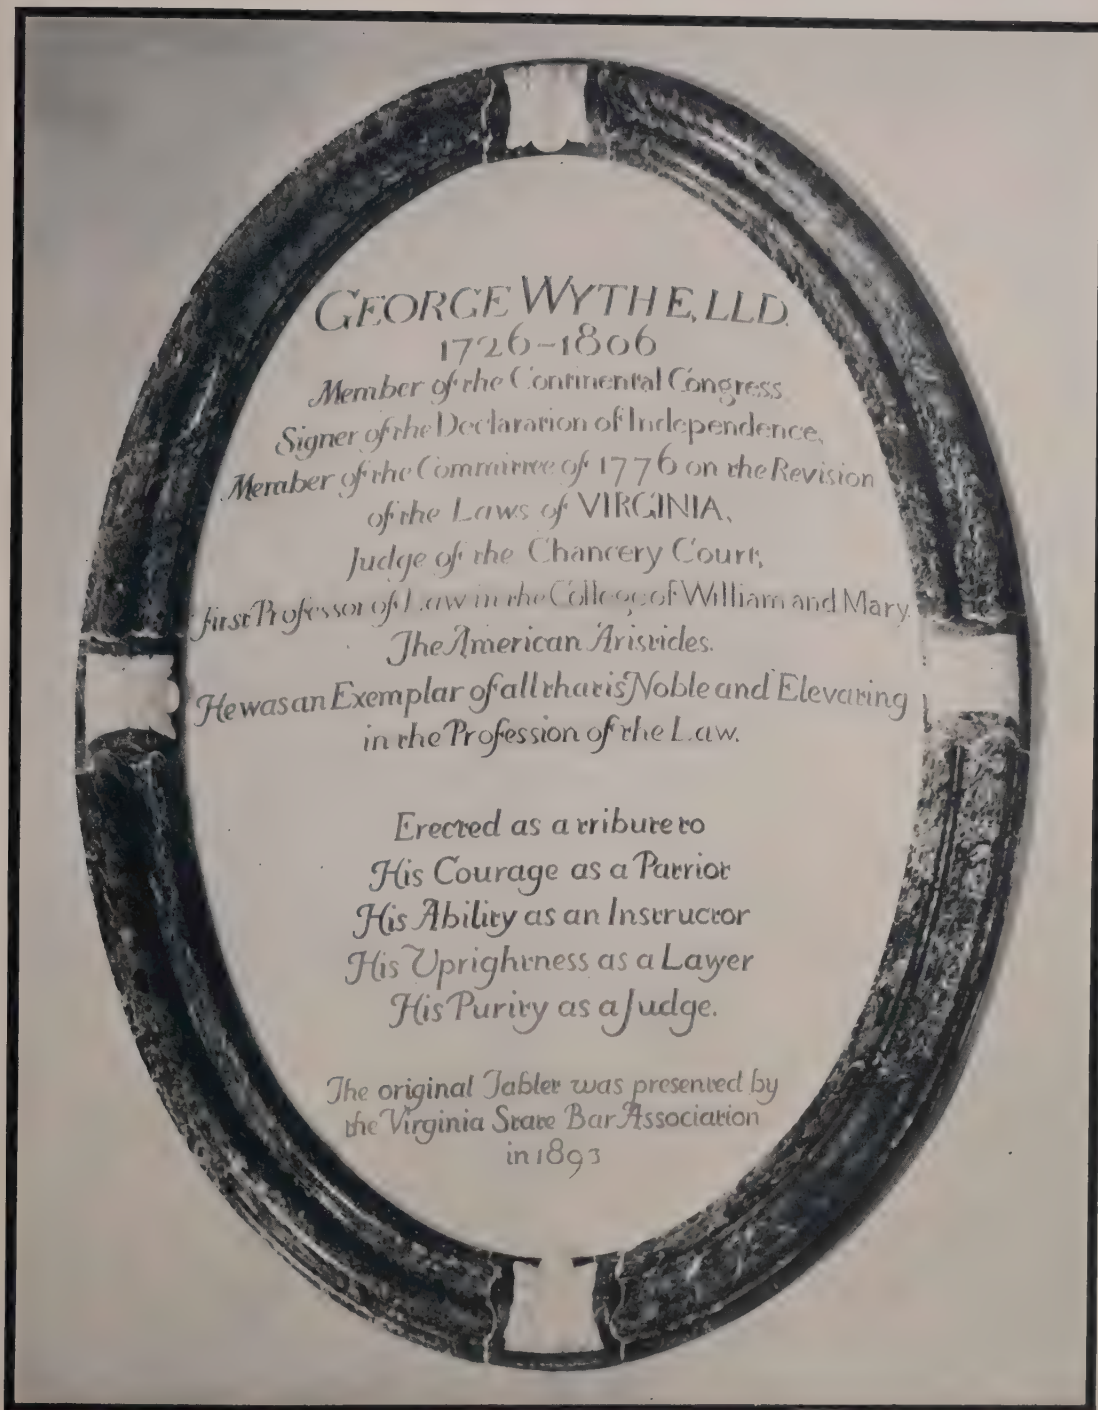 GEORGE WYTHE, LLD.
1726-1806
Member of the Continental Congress
Signer of the Declaration of Independence,
Member of the Committee of 1776 on the Revision
of the Laws of VIRGINIA,
Judge of the Chancery Court,
first Professor of Law in the College of William and Mary.
The American Aristides.
He was an Exemplar of all that is Noble and Elevating
in the Profession of the Law.
Erected as a tribute to
His Courage as a Patriot
His Ability as an Instructor
His Uprightness as a Lawyer
His Purity as a Judge.
The original Tablet was presented by
the Virginia State Bar Association
in 1893